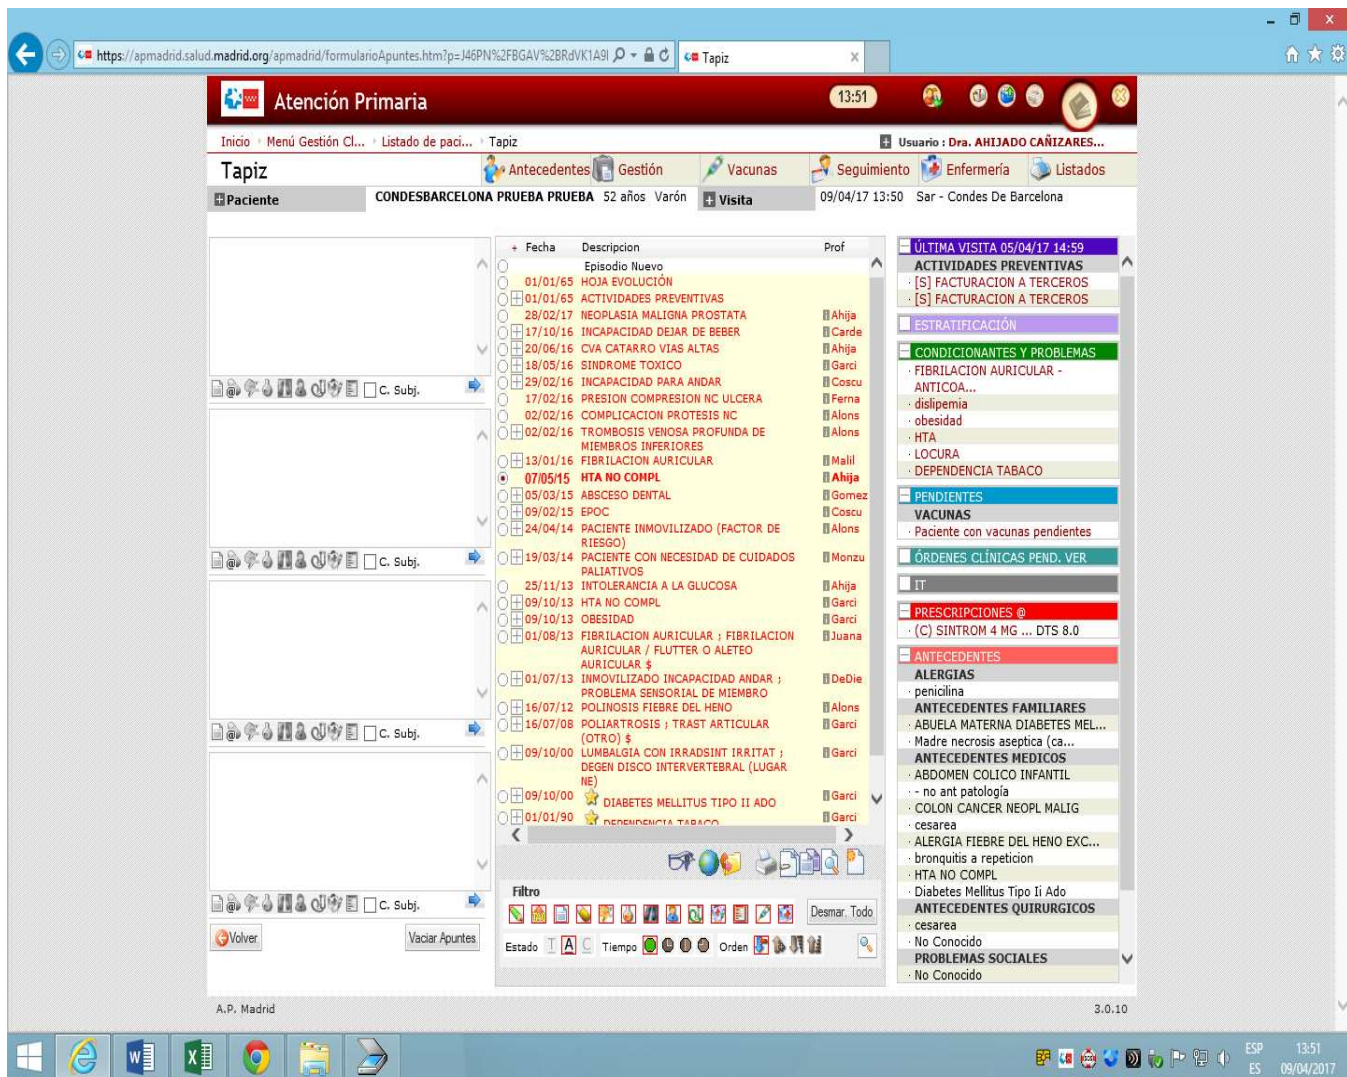 https://apmadrid.salud.madrid.org/apmadrid/formularioApuntes.htm?p=J46PN%2FBGAV%2BRdVK1A9I
Tapiz
Atención Primaria
13:51
Inicio Menú Gestión Cl... Listado de paci... Tapiz
Usuario : Dra. AHIJADO CAÑIZARES...
Tapiz
Antecedentes Gestión Vacunas Seguimiento Enfermería Listados
Paciente CONDESBARCELONA PRUEBA PRUEBA 52 años Varón Visita 09/04/17 13:50 Sar - Condes De Barcelona
C. Subj.
C. Subj.
C. Subj.
C. Subj.
Volver Vaciar Apuntes
+ Fecha Descripcion Prof
Episodio Nuevo
01/01/65 HOJA EVOLUCIÓN
01/01/65 ACTIVIDADES PREVENTIVAS
28/02/17 NEOPLASIA MALIGNA PROSTATA Ahija
17/10/16 INCAPACIDAD DEJAR DE BEBER Carde
20/06/16 CVA CATARRO VIAS ALTAS Ahija
18/05/16 SINDROME TOXICO Garci
29/02/16 INCAPACIDAD PARA ANDAR Coscu
17/02/16 PRESION COMPRESION NC ULCERA Ferna
02/02/16 COMPLICACION PROTESIS NC Alons
02/02/16 TROMBOSIS VENOSA PROFUNDA DE Alons
MIEMBROS INFERIORES
13/01/16 FIBRILACION AURICULAR Malil
07/05/15 HTA NO COMPL Ahija
05/03/15 ABSCESO DENTAL Gomez
09/02/15 EPOC Coscu
24/04/14 PACIENTE INMOVILIZADO (FACTOR DE Alons
RIESGO)
19/03/14 PACIENTE CON NECESIDAD DE CUIDADOS Monzu
PALIATIVOS
25/11/13 INTOLERANCIA A LA GLUCOSA Ahija
09/10/13 HTA NO COMPL Garci
09/10/13 OBESIDAD Garci
01/08/13 FIBRILACION AURICULAR ; FIBRILACION Juana
AURICULAR / FLUTTER O ALETEO
AURICULAR $
01/07/13 INMOVILIZADO INCAPACIDAD ANDAR ; DeDie
PROBLEMA SENSORIAL DE MIEMBRO
16/07/12 POLINOSIS FIEBRE DEL HENO Alons
16/07/08 POLIARTROSIS ; TRAST ARTICULAR Garci
(OTRO) $
09/10/00 LUMBALGIA CON IRRADSINT IRRITAT ; Garci
DEGEN DISCO INTERVERTEBRAL (LUGAR
NE)
09/10/00 DIABETES MELLITUS TIPO II ADO Garci
01/01/90 DEPENDENCIA TABACO Garci
Filtro
Desmar. Todo
Estado T A C Tiempo Orden
ÚLTIMA VISITA 05/04/17 14:59
ACTIVIDADES PREVENTIVAS
· [S] FACTURACION A TERCEROS
· [S] FACTURACION A TERCEROS
ESTRATIFICACIÓN
CONDICIONANTES Y PROBLEMAS
· FIBRILACION AURICULAR -
ANTICOA...
· dislipemia
· obesidad
· HTA
· LOCURA
· DEPENDENCIA TABACO
PENDIENTES
VACUNAS
· Paciente con vacunas pendientes
ÓRDENES CLÍNICAS PEND. VER
IT
PRESCRIPCIONES @
· (C) SINTROM 4 MG ... DTS 8.0
ANTECEDENTES
ALERGIAS
· penicilina
ANTECEDENTES FAMILIARES
· ABUELA MATERNA DIABETES MEL...
· Madre necrosis aseptica (ca...
ANTECEDENTES MEDICOS
· ABDOMEN COLICO INFANTIL
· - no ant patología
· COLON CANCER NEOPL MALIG
· cesarea
· ALERGIA FIEBRE DEL HENO EXC...
· bronquitis a repeticion
· HTA NO COMPL
· Diabetes Mellitus Tipo Ii Ado
ANTECEDENTES QUIRURGICOS
· cesarea
· No Conocido
PROBLEMAS SOCIALES
· No Conocido
A.P. Madrid 3.0.10
ESP 13:51
ES 09/04/2017